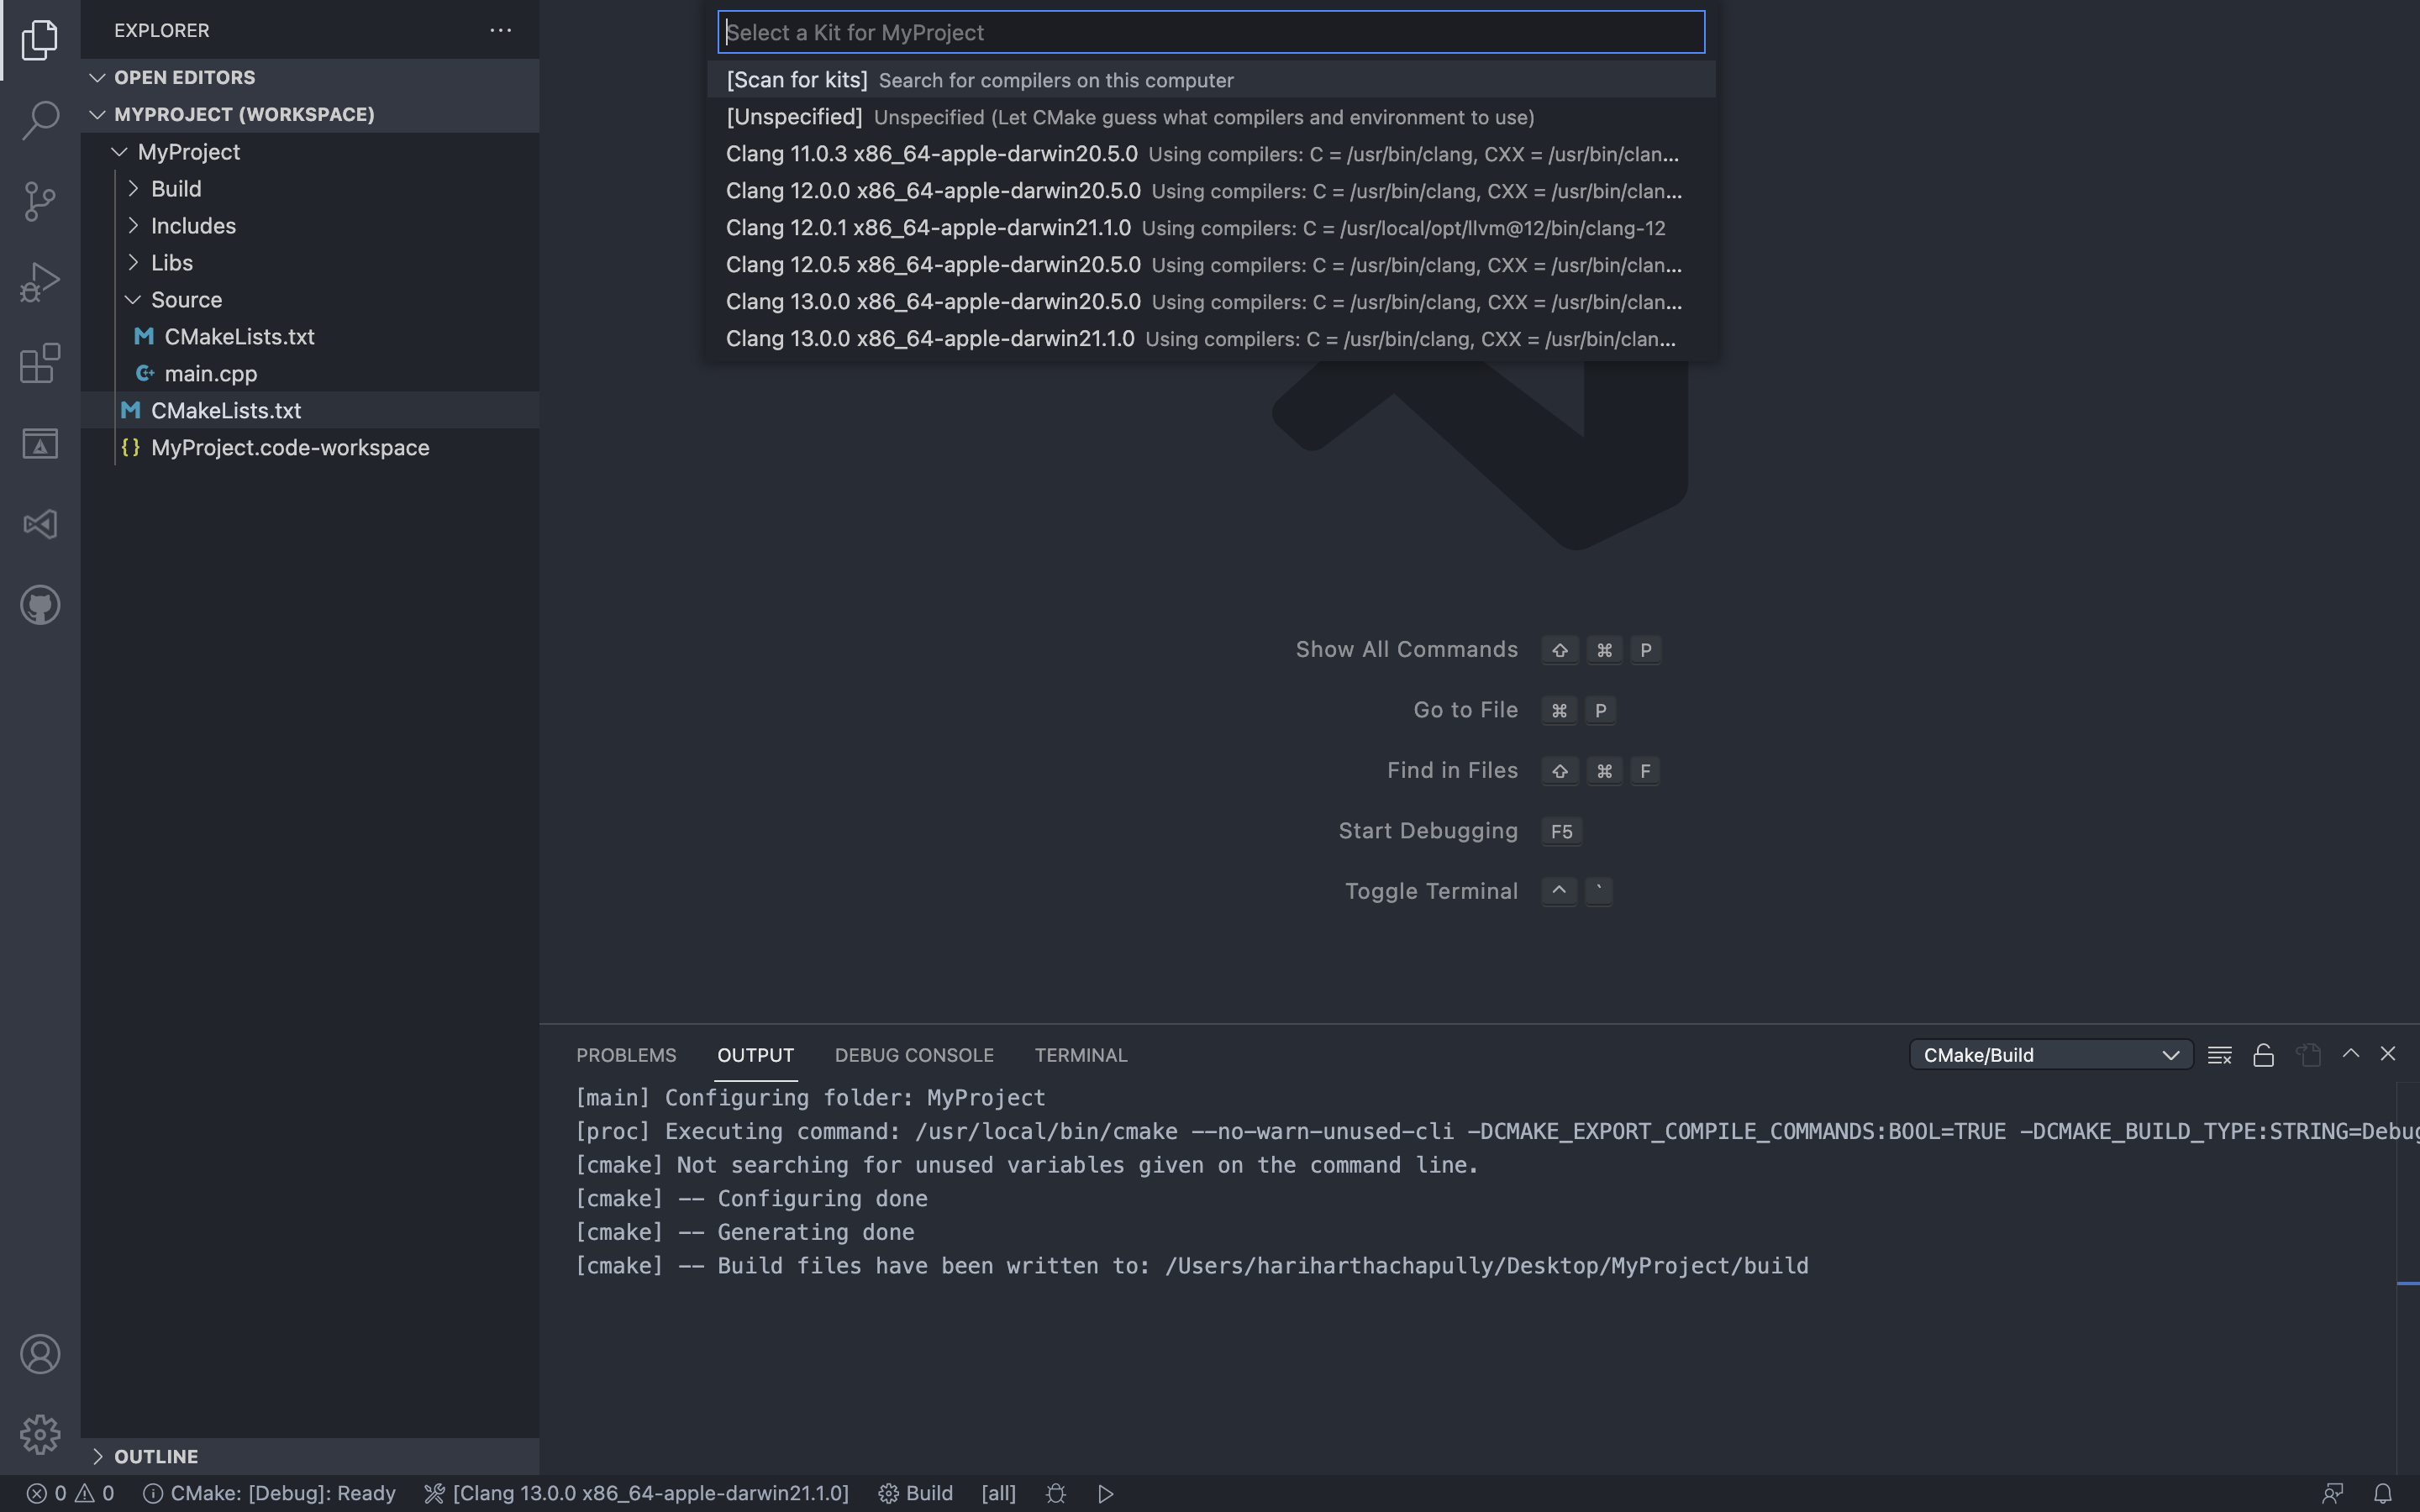 EXPLORER
OPEN EDITORS
MYPROJECT (WORKSPACE)
MyProject
Build
Includes
Libs
Source
CMakeLists.txt
main.cpp
CMakeLists.txt
MyProject.code-workspace
OUTLINE
Select a Kit for MyProject
[Scan for kits] Search for compilers on this computer
[Unspecified] Unspecified (Let CMake guess what compilers and environment to use)
Clang 11.0.3 x86_64-apple-darwin20.5.0 Using compilers: C = /usr/bin/clang, CXX = /usr/bin/clan...
Clang 12.0.0 x86_64-apple-darwin20.5.0 Using compilers: C = /usr/bin/clang, CXX = /usr/bin/clan...
Clang 12.0.1 x86_64-apple-darwin21.1.0 Using compilers: C = /usr/local/opt/llvm@12/bin/clang-12
Clang 12.0.5 x86_64-apple-darwin20.5.0 Using compilers: C = /usr/bin/clang, CXX = /usr/bin/clan...
Clang 13.0.0 x86_64-apple-darwin20.5.0 Using compilers: C = /usr/bin/clang, CXX = /usr/bin/clan...
Clang 13.0.0 x86_64-apple-darwin21.1.0 Using compilers: C = /usr/bin/clang, CXX = /usr/bin/clan...
Show All Commands ⇧ ⌘ P
Go to File ⌘ P
Find in Files ⇧ ⌘ F
Start Debugging F5
Toggle Terminal ^ `
PROBLEMS OUTPUT DEBUG CONSOLE TERMINAL CMake/Build
[main] Configuring folder: MyProject
[proc] Executing command: /usr/local/bin/cmake --no-warn-unused-cli -DCMAKE_EXPORT_COMPILE_COMMANDS:BOOL=TRUE -DCMAKE_BUILD_TYPE:STRING=Debug
[cmake] Not searching for unused variables given on the command line.
[cmake] -- Configuring done
[cmake] -- Generating done
[cmake] -- Build files have been written to: /Users/hariharthachapully/Desktop/MyProject/build
0 0 CMake: [Debug]: Ready [Clang 13.0.0 x86_64-apple-darwin21.1.0] Build [all]